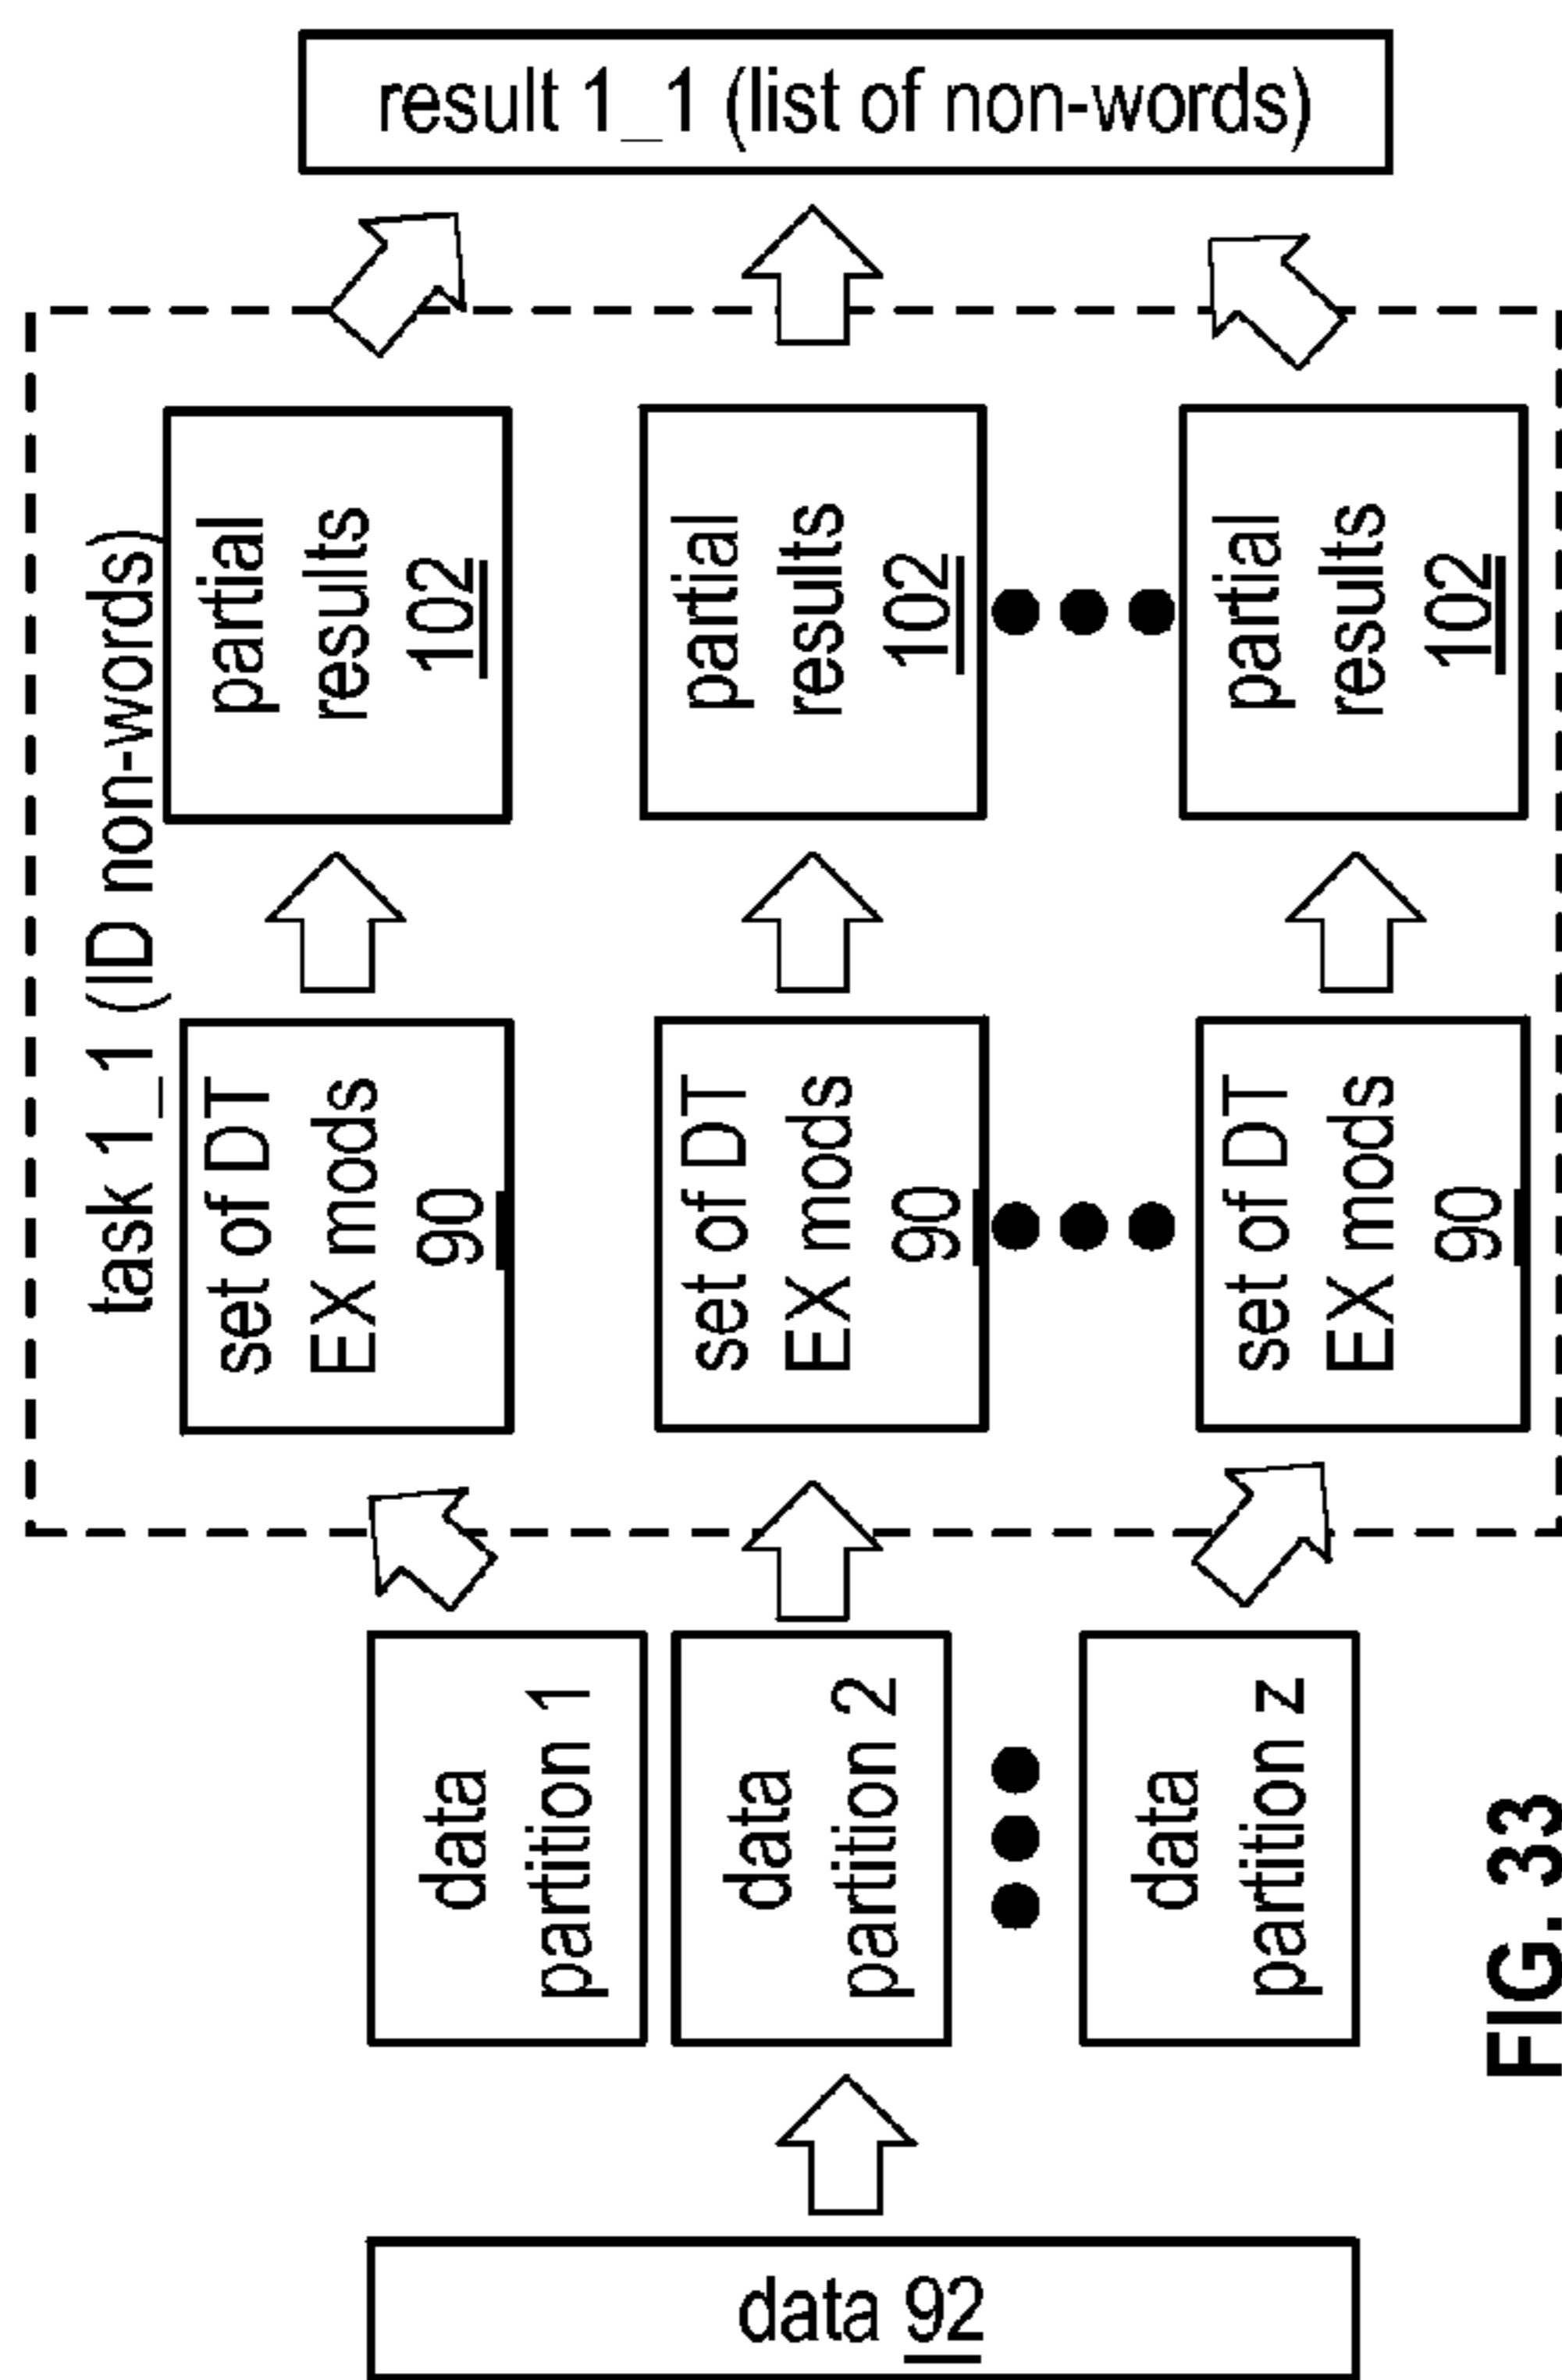 result 1_1 (list of non-words)
task 1_1 (ID non-words)
partial
results
102
partial
results
102
partial
results
102
set of DT
EX mods
90
set of DT
EX mods
90
set of DT
EX mods
90
data
partition 1
data
partition 2
data
partition z
data 92
FIG. 33